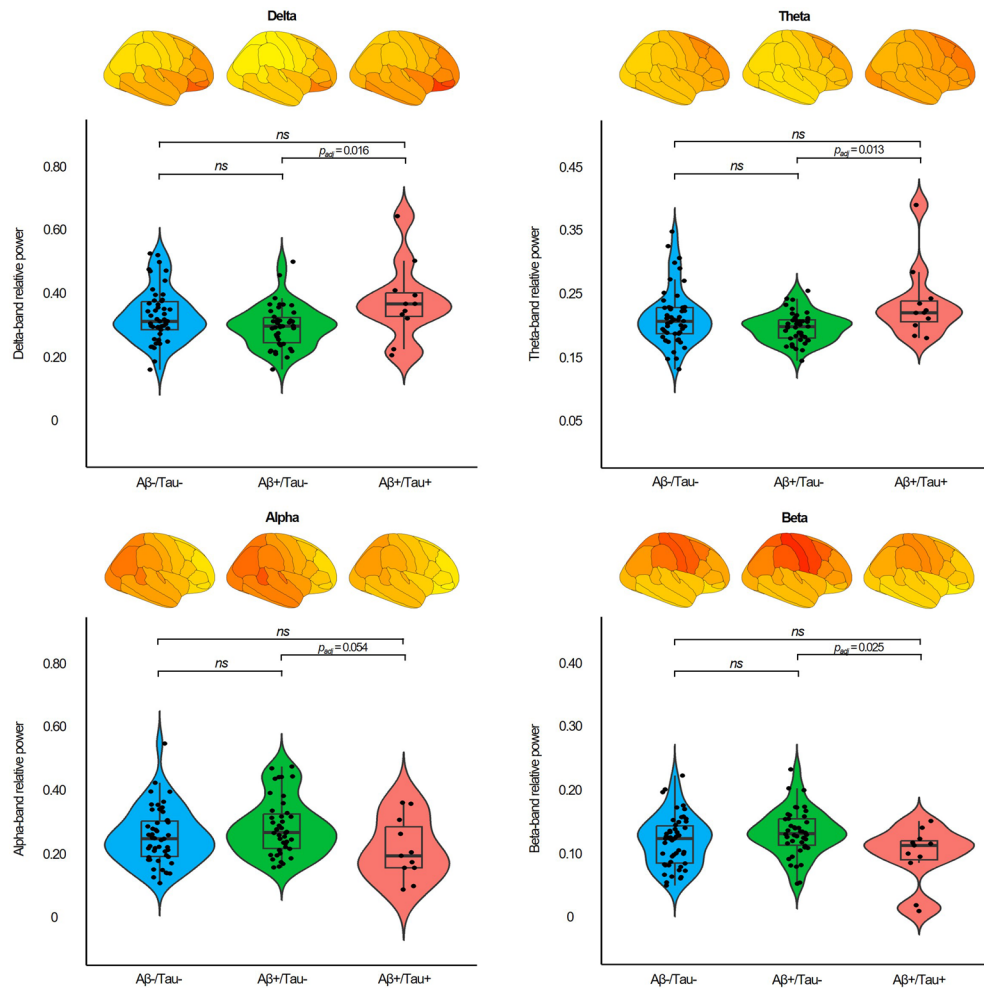 Delta
ns
p_adj = 0.016
ns
0.80
0.60
0.40
0.20
0
Delta-band relative power
Aβ-/Tau-
Aβ+/Tau-
Aβ+/Tau+
Theta
ns
p_adj = 0.013
ns
0.45
0.35
0.25
0.15
0.05
Theta-band relative power
Aβ-/Tau-
Aβ+/Tau-
Aβ+/Tau+
Alpha
ns
p_adj = 0.054
ns
0.80
0.60
0.40
0.20
0
Alpha-band relative power
Aβ-/Tau-
Aβ+/Tau-
Aβ+/Tau+
Beta
ns
p_adj = 0.025
ns
0.40
0.30
0.20
0.10
0
Beta-band relative power
Aβ-/Tau-
Aβ+/Tau-
Aβ+/Tau+